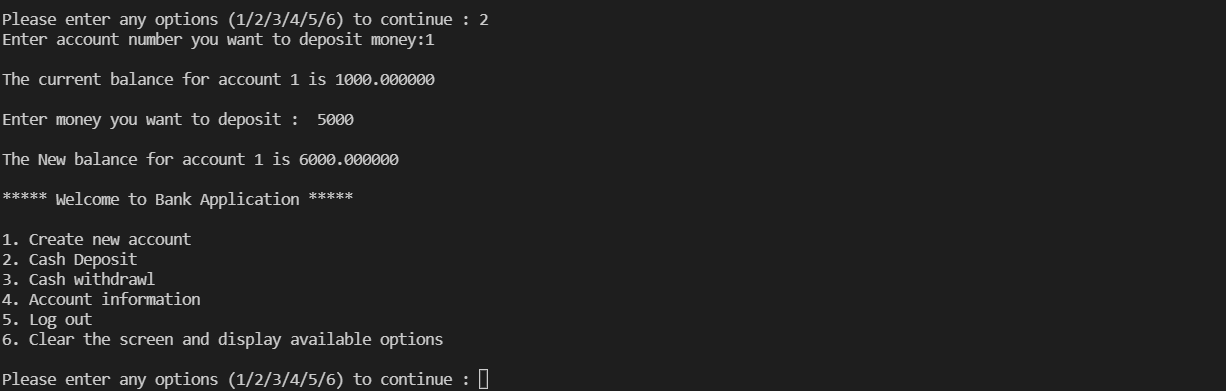 Please enter any options (1/2/3/4/5/6) to continue : 2
Enter account number you want to deposit money:1
The current balance for account 1 is 1000.000000
Enter money you want to deposit :  5000
The New balance for account 1 is 6000.000000
***** Welcome to Bank Application *****
1. Create new account
2. Cash Deposit
3. Cash withdrawl
4. Account information
5. Log out
6. Clear the screen and display available options
Please enter any options (1/2/3/4/5/6) to continue :